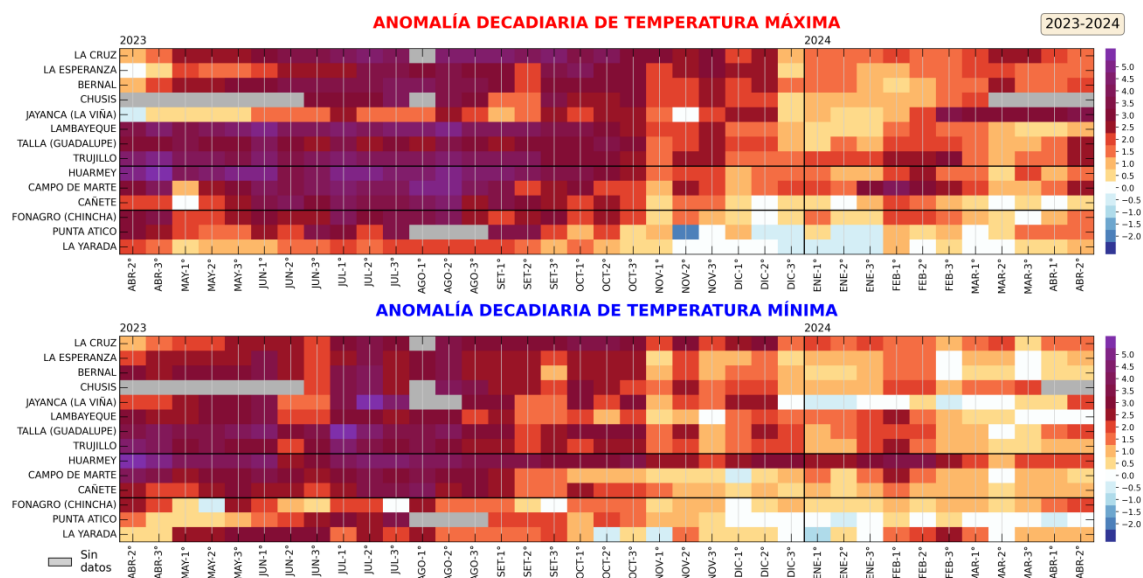 ANOMALÍA DECADIARIA DE TEMPERATURA MÁXIMA
2023-2024
2023
2024
LA CRUZ
LA ESPERANZA
BERNAL
CHUSIS
JAYANCA (LA VIÑA)
LAMBAYEQUE
TALLA (GUADALUPE)
TRUJILLO
HUARMEY
CAMPO DE MARTE
CAÑETE
FONAGRO (CHINCHA)
PUNTA ATICO
LA YARADA
5.0
4.5
4.0
3.5
3.0
2.5
2.0
1.5
1.0
0.5
0.0
−0.5
−1.0
−1.5
−2.0
ABR-2° ABR-3° MAY-1° MAY-2° MAY-3° JUN-1° JUN-2° JUN-3° JUL-1° JUL-2° JUL-3° AGO-1° AGO-2° AGO-3° SET-1° SET-2° SET-3° OCT-1° OCT-2° OCT-3° NOV-1° NOV-2° NOV-3° DIC-1° DIC-2° DIC-3° ENE-1° ENE-2° ENE-3° FEB-1° FEB-2° FEB-3° MAR-1° MAR-2° MAR-3° ABR-1° ABR-2°
ANOMALÍA DECADIARIA DE TEMPERATURA MÍNIMA
2023
2024
LA CRUZ
LA ESPERANZA
BERNAL
CHUSIS
JAYANCA (LA VIÑA)
LAMBAYEQUE
TALLA (GUADALUPE)
TRUJILLO
HUARMEY
CAMPO DE MARTE
CAÑETE
FONAGRO (CHINCHA)
PUNTA ATICO
LA YARADA
5.0
4.5
4.0
3.5
3.0
2.5
2.0
1.5
1.0
0.5
0.0
−0.5
−1.0
−1.5
−2.0
ABR-2° ABR-3° MAY-1° MAY-2° MAY-3° JUN-1° JUN-2° JUN-3° JUL-1° JUL-2° JUL-3° AGO-1° AGO-2° AGO-3° SET-1° SET-2° SET-3° OCT-1° OCT-2° OCT-3° NOV-1° NOV-2° NOV-3° DIC-1° DIC-2° DIC-3° ENE-1° ENE-2° ENE-3° FEB-1° FEB-2° FEB-3° MAR-1° MAR-2° MAR-3° ABR-1° ABR-2°
Sin
datos